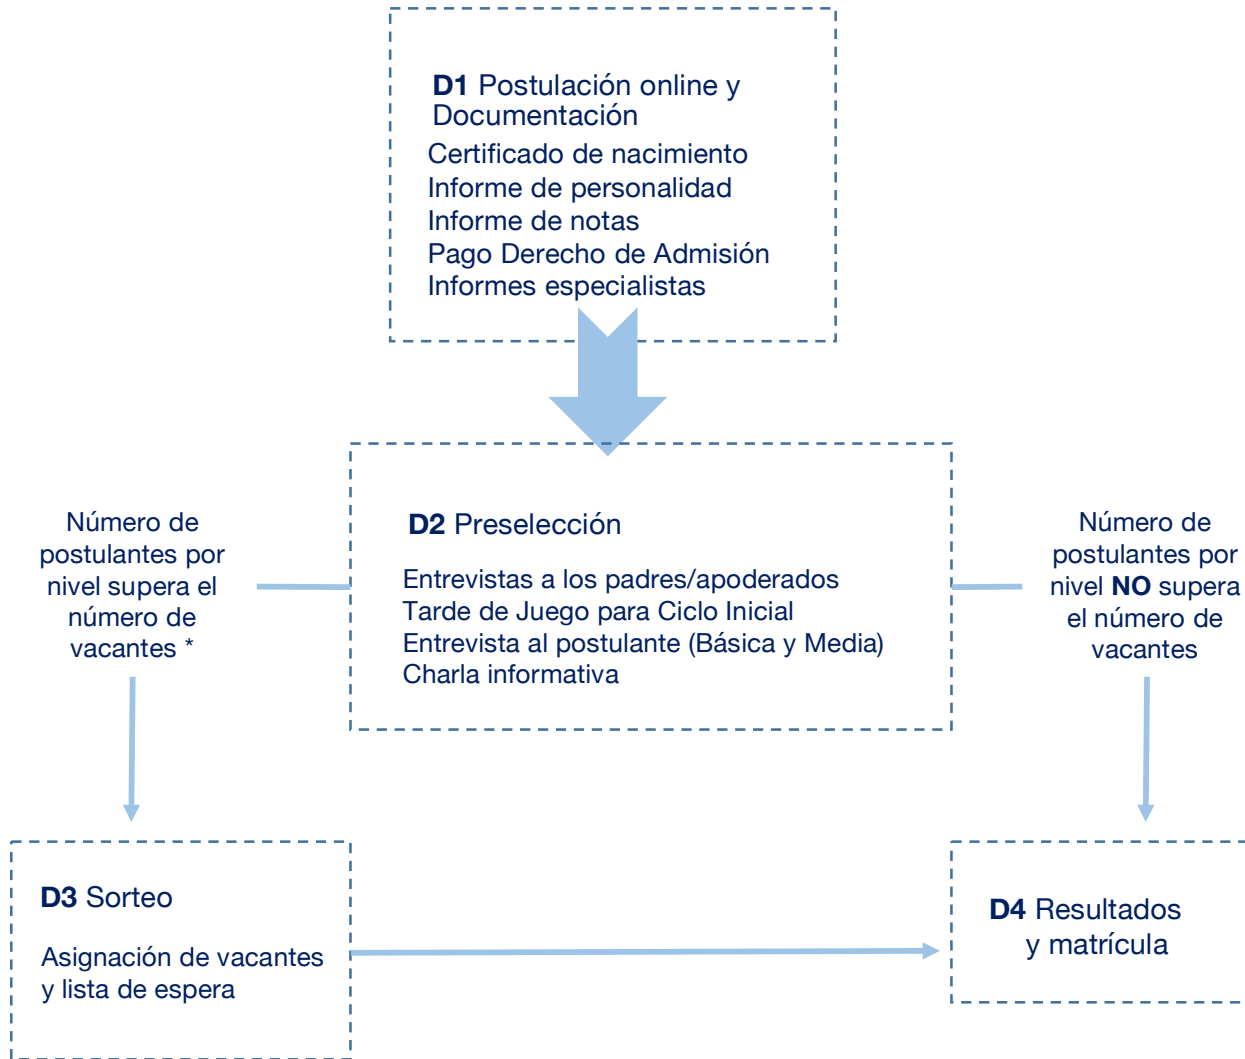 D1 Postulación online y
Documentación
Certificado de nacimiento
Informe de personalidad
Informe de notas
Pago Derecho de Admisión
Informes especialistas
Número de
postulantes por
nivel supera el
número de
vacantes *
D2 Preselección
Entrevistas a los padres/apoderados
Tarde de Juego para Ciclo Inicial
Entrevista al postulante (Básica y Media)
Charla informativa
Número de
postulantes por
nivel NO supera
el número de
vacantes
D3 Sorteo
Asignación de vacantes
y lista de espera
D4 Resultados
y matrícula